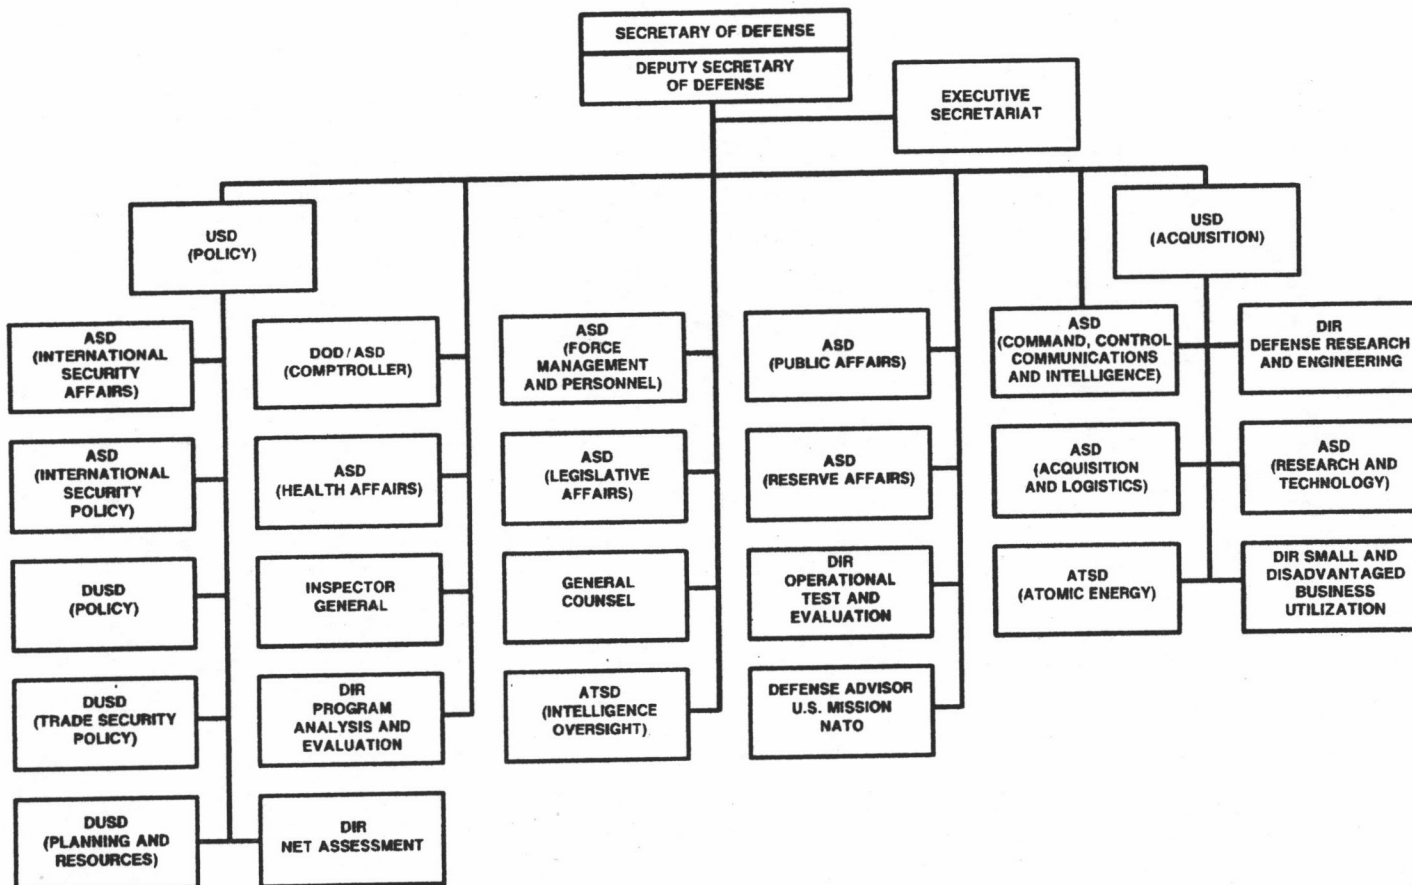 SECRETARY OF DEFENSE
DEPUTY SECRETARY
OF DEFENSE
EXECUTIVE
SECRETARIAT
USD
(POLICY)
USD
(ACQUISITION)
ASD
(INTERNATIONAL
SECURITY
AFFAIRS)
DOD / ASD
(COMPTROLLER)
ASD
(FORCE
MANAGEMENT
AND PERSONNEL)
ASD
(PUBLIC AFFAIRS)
ASD
(COMMAND, CONTROL
COMMUNICATIONS
AND INTELLIGENCE)
DIR
DEFENSE RESEARCH
AND ENGINEERING
ASD
(INTERNATIONAL
SECURITY
POLICY)
ASD
(HEALTH AFFAIRS)
ASD
(LEGISLATIVE
AFFAIRS)
ASD
(RESERVE AFFAIRS)
ASD
(ACQUISITION
AND LOGISTICS)
ASD
(RESEARCH AND
TECHNOLOGY)
DUSD
(POLICY)
INSPECTOR
GENERAL
GENERAL
COUNSEL
DIR
OPERATIONAL
TEST AND
EVALUATION
ATSD
(ATOMIC ENERGY)
DIR SMALL AND
DISADVANTAGED
BUSINESS
UTILIZATION
DUSD
(TRADE SECURITY
POLICY)
DIR
PROGRAM
ANALYSIS AND
EVALUATION
ATSD
(INTELLIGENCE
OVERSIGHT)
DEFENSE ADVISOR
U.S. MISSION
NATO
DUSD
(PLANNING AND
RESOURCES)
DIR
NET ASSESSMENT